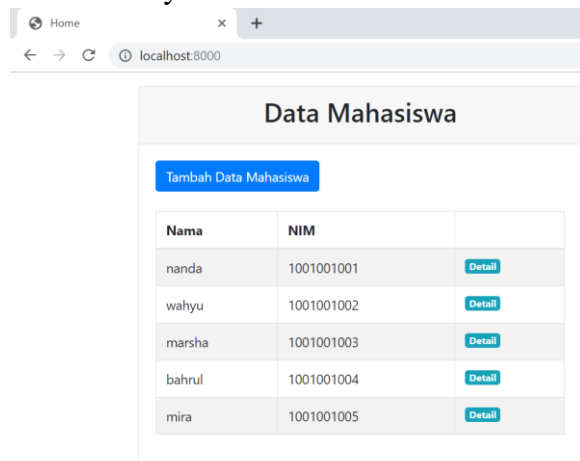 Home
localhost:8000
Data Mahasiswa
Tambah Data Mahasiswa
Nama NIM
nanda 1001001001 Detail
wahyu 1001001002 Detail
marsha 1001001003 Detail
bahrul 1001001004 Detail
mira 1001001005 Detail